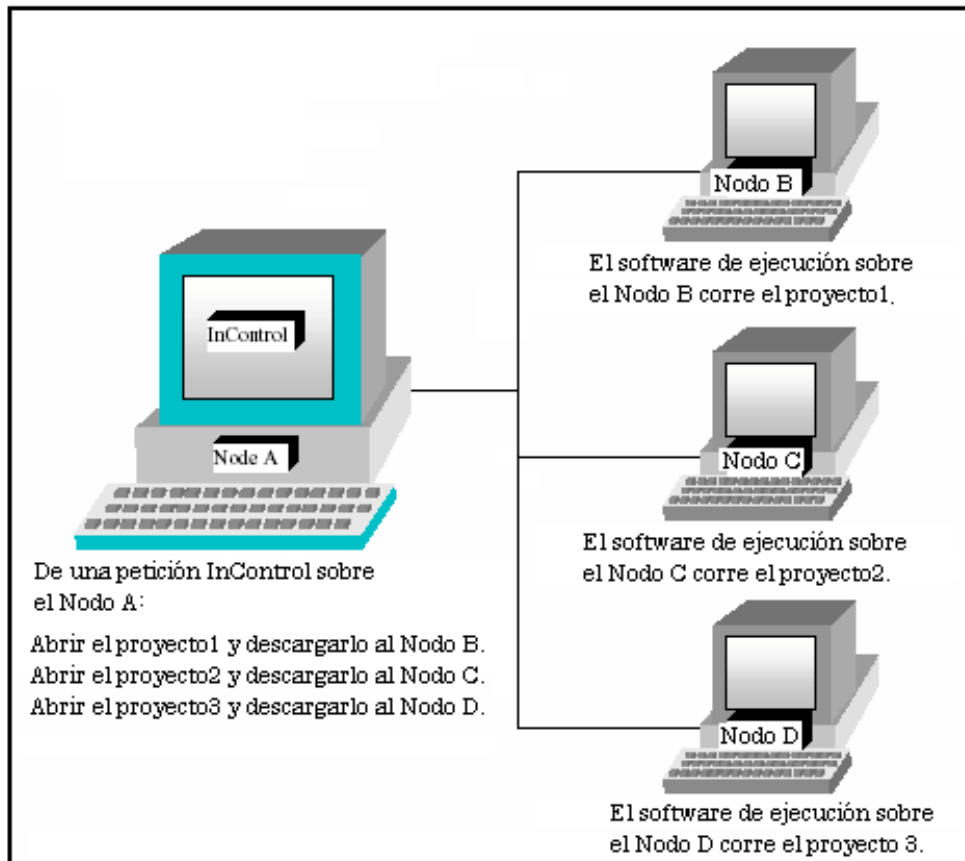 InControl
Node A
De una petición InControl sobre
el Nodo A:
Abrir el proyecto1 y descargarlo al Nodo B.
Abrir el proyecto2 y descargarlo al Nodo C.
Abrir el proyecto3 y descargarlo al Nodo D.
Nodo B
El software de ejecución sobre
el Nodo B corre el proyecto1.
Nodo C
El software de ejecución sobre
el Nodo C corre el proyecto2.
Nodo D
El software de ejecución sobre
el Nodo D corre el proyecto 3.